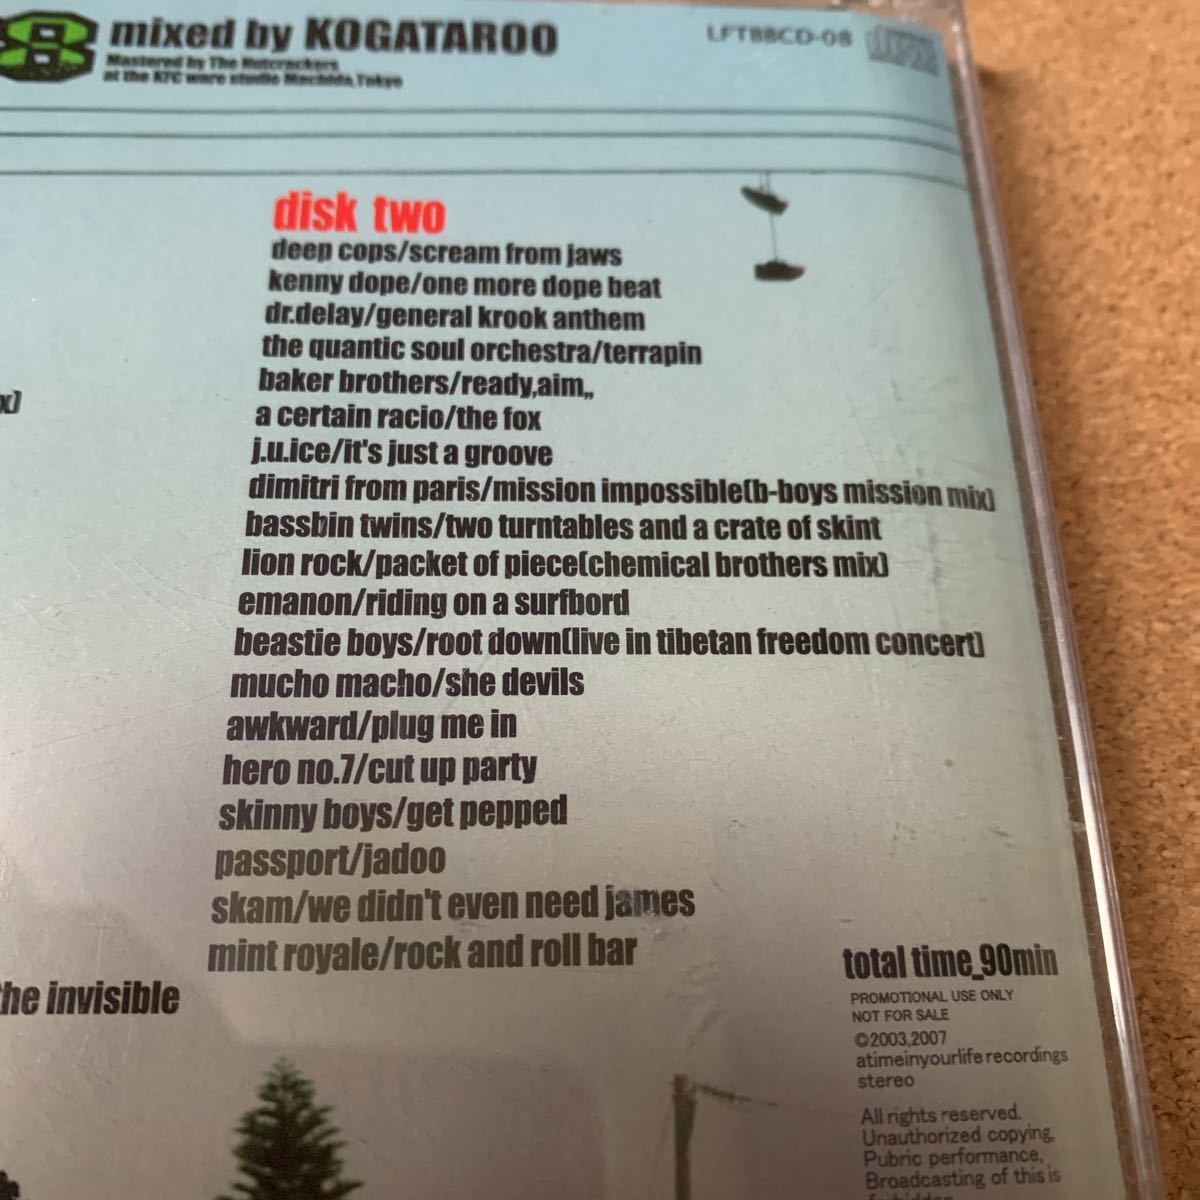 8 mixed by KOGATAROO
Mastered by The Nutcrackers
at the KFC ware studio Machida,Tokyo
LFT88CD-08
disk two
deep cops/scream from jaws
kenny dope/one more dope beat
dr.delay/general krook anthem
the quantic soul orchestra/terrapin
baker brothers/ready,aim,,
x)
a certain racio/the fox
j.u.ice/it's just a groove
dimitri from paris/mission impossible(b-boys mission mix)
bassbin twins/two turntables and a crate of skint
lion rock/packet of piece(chemical brothers mix)
emanon/riding on a surfbord
beastie boys/root down(live in tibetan freedom concert)
mucho macho/she devils
awkward/plug me in
hero no.7/cut up party
skinny boys/get pepped
passport/jadoo
skam/we didn't even need james
mint royale/rock and roll bar
the invisible
total time_90min
PROMOTIONAL USE ONLY
NOT FOR SALE
©2003,2007
atimeinyourlife recordings
stereo
All rights reserved.
Unauthorized copying,
Pubric performance,
Broadcasting of this is